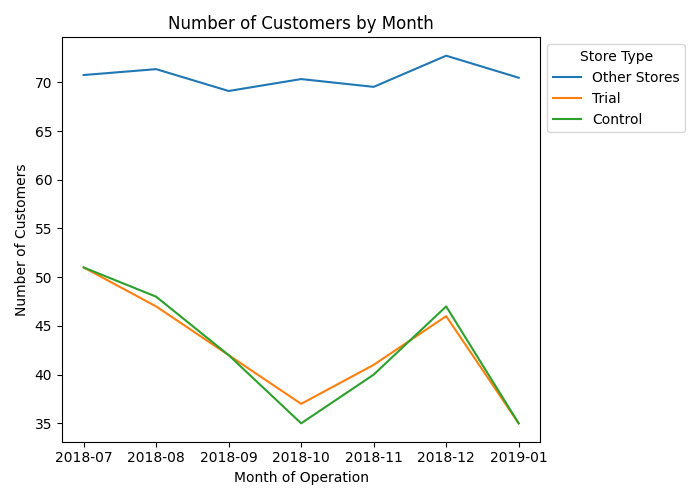 Number of Customers by Month
Store Type
Other Stores
Trial
Control
Number of Customers
70
65
60
55
50
45
40
35
2018-07 2018-08 2018-09 2018-10 2018-11 2018-12 2019-01
Month of Operation